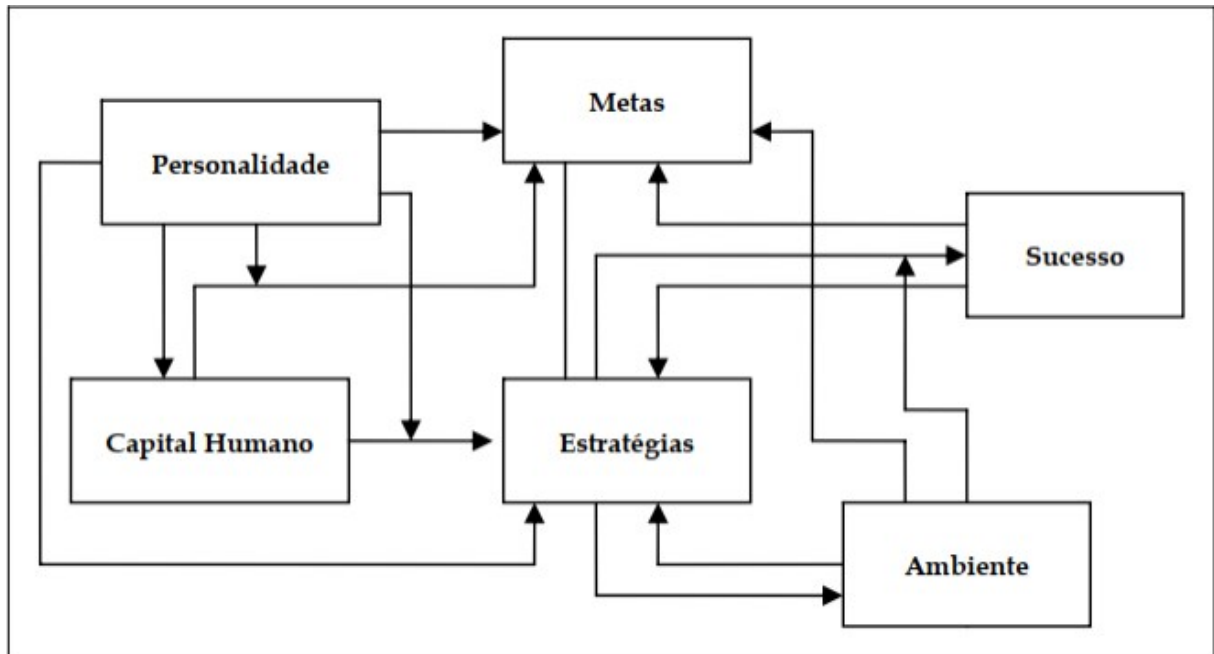 Metas
Personalidade
Sucesso
Capital Humano
Estratégias
Ambiente